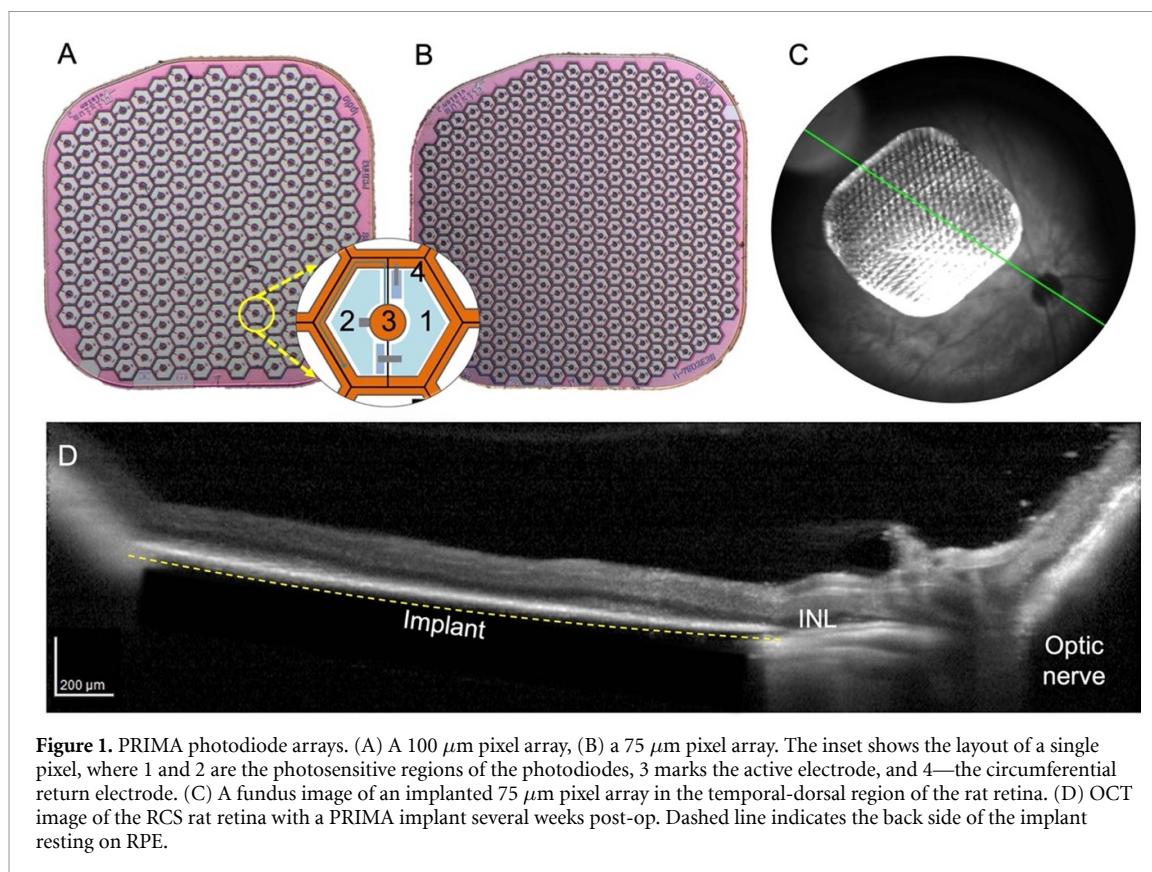 A
B
C
4
2
3
1
D
Implant
INL
Optic
nerve
200 μm
Figure 1. PRIMA photodiode arrays. (A) A 100 μm pixel array, (B) a 75 μm pixel array. The inset shows the layout of a single
pixel, where 1 and 2 are the photosensitive regions of the photodiodes, 3 marks the active electrode, and 4—the circumferential
return electrode. (C) A fundus image of an implanted 75 μm pixel array in the temporal-dorsal region of the rat retina. (D) OCT
image of the RCS rat retina with a PRIMA implant several weeks post-op. Dashed line indicates the back side of the implant
resting on RPE.